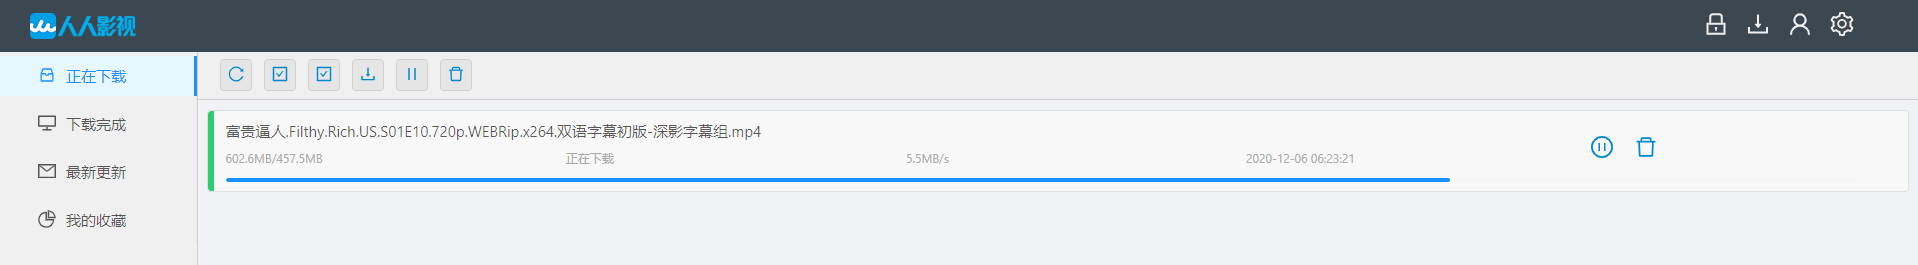 人人影视
正在下载
下载完成
最新更新
我的收藏
富贵逼人.Filthy.Rich.US.S01E10.720p.WEBRip.x264.双语字幕初版-深影字幕组.mp4
602.6MB/457.5MB 正在下载 5.5MB/s 2020-12-06 06:23:21